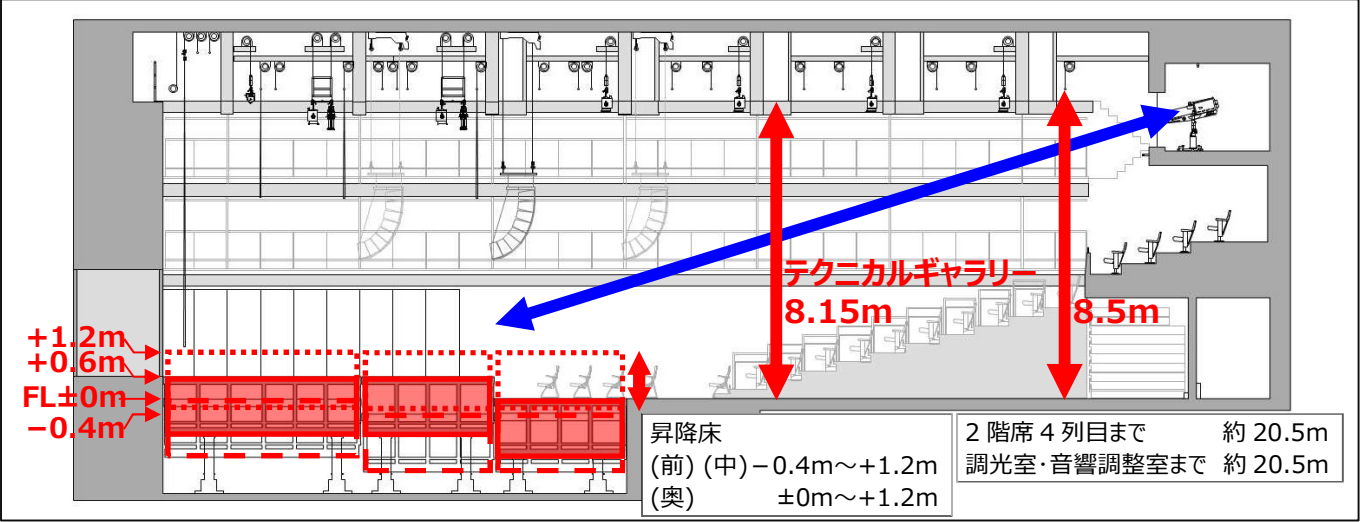 テクニカルギャラリー
8.15m
8.5m
+1.2m
+0.6m
FL±0m
−0.4m
昇降床
(前) (中)−0.4m～+1.2m
(奥) ±0m～+1.2m
2 階席 4 列目まで 約 20.5m
調光室・音響調整室まで 約 20.5m